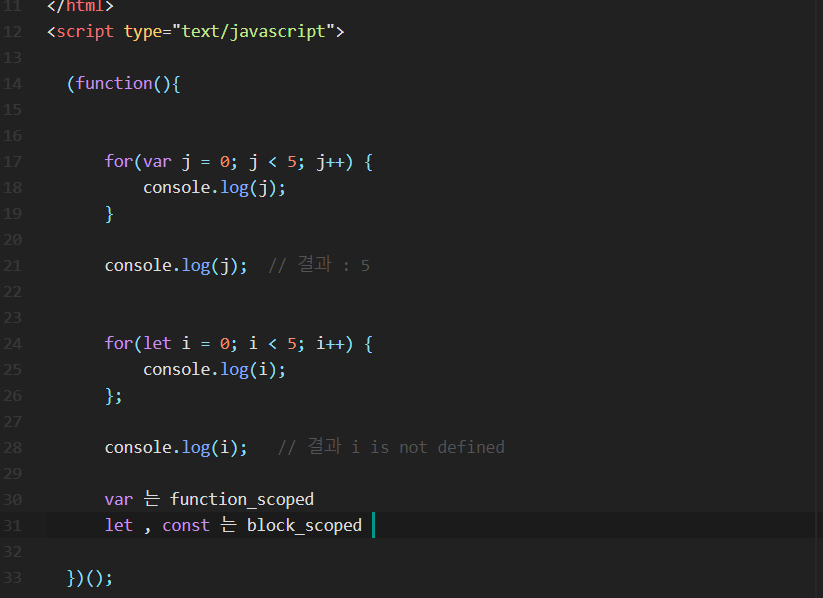 11 </html>
12 <script type="text/javascript">
13
14 (function(){
15
16
17 for(var j = 0; j < 5; j++) {
18 console.log(j);
19 }
20
21 console.log(j); // 결과 : 5
22
23
24 for(let i = 0; i < 5; i++) {
25 console.log(i);
26 };
27
28 console.log(i); // 결과 i is not defined
29
30 var 는 function_scoped
31 let , const 는 block_scoped
32
33 })();